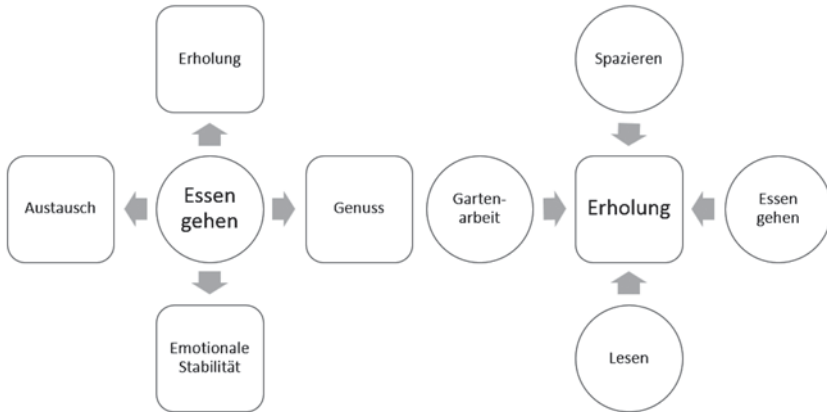 Erholung
Austausch
Essen
gehen
Genuss
Emotionale
Stabilität
Spazieren
Garten-
arbeit
Erholung
Essen
gehen
Lesen